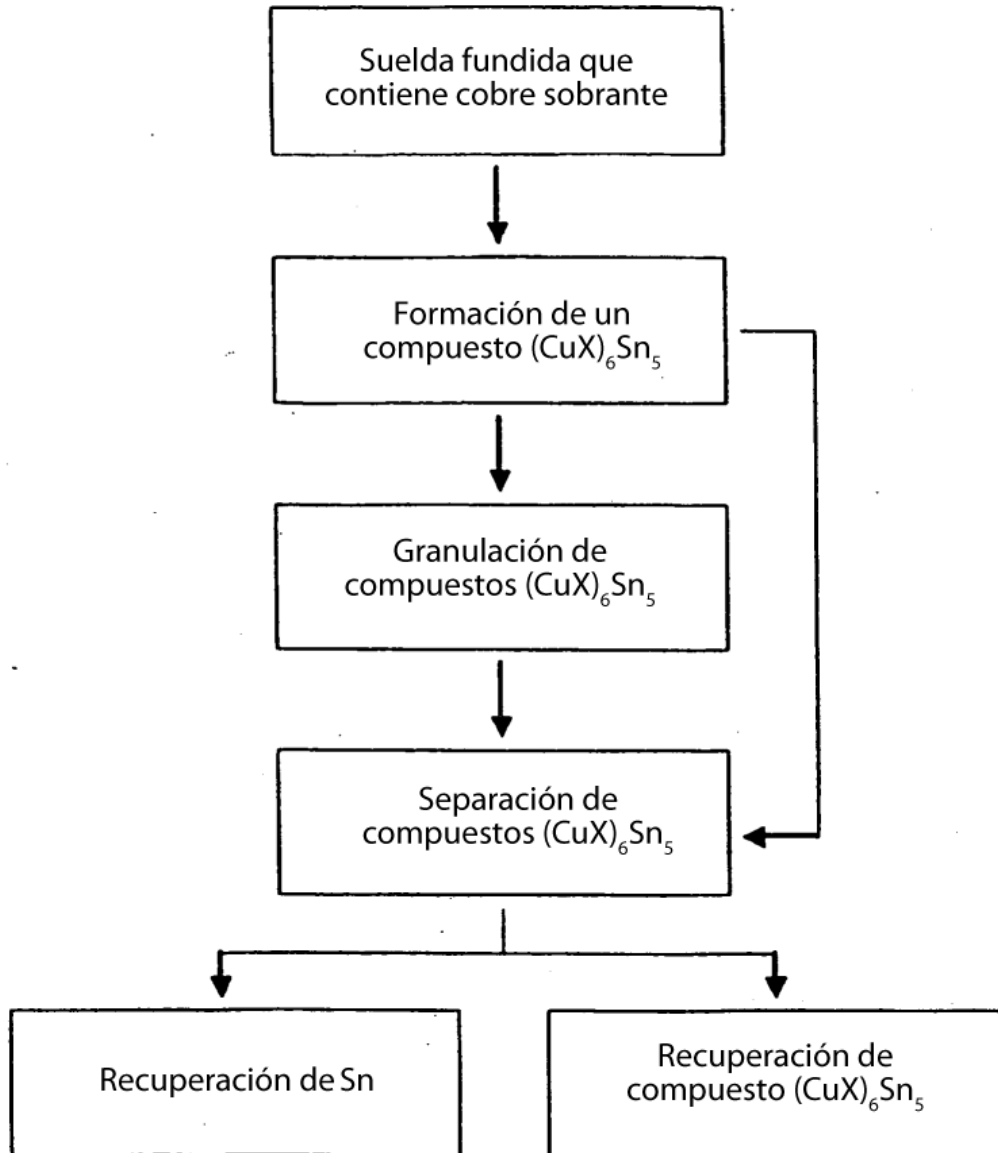 Suelda fundida que
contiene cobre sobrante
Formación de un
compuesto (CuX)₆Sn₅
Granulación de
compuestos (CuX)₆Sn₅
Separación de
compuestos (CuX)₆Sn₅
Recuperación de Sn
Recuperación de
compuesto (CuX)₆Sn₅